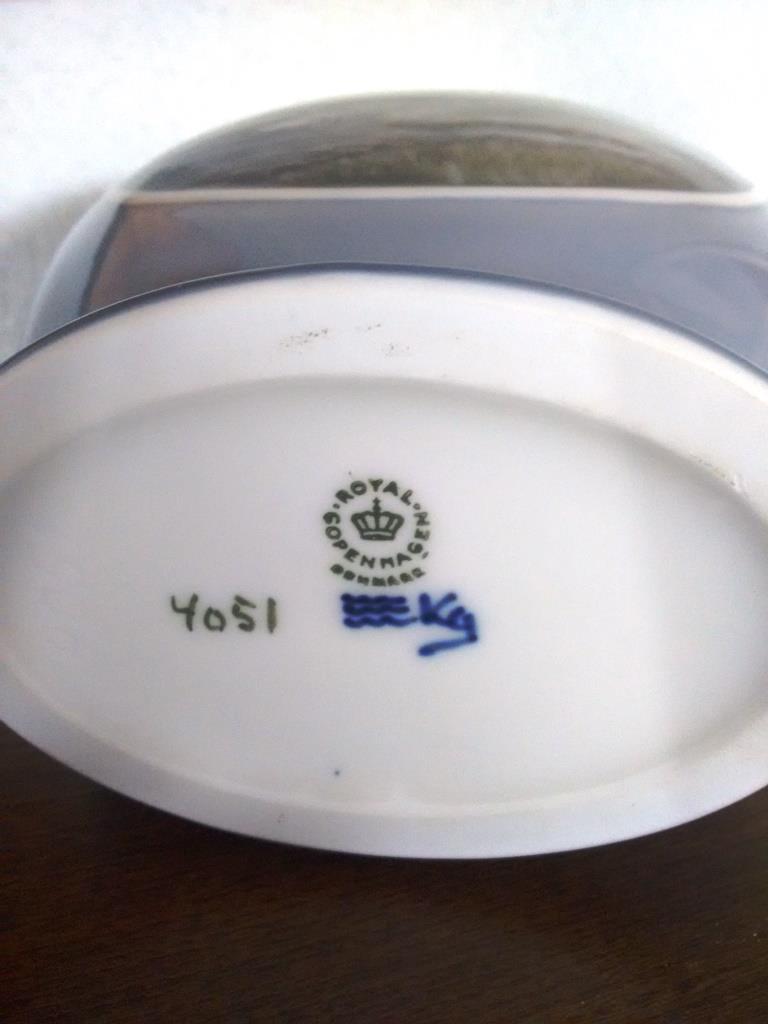 ROYAL
COPENHAGEN
DENMARK
4051
Kg